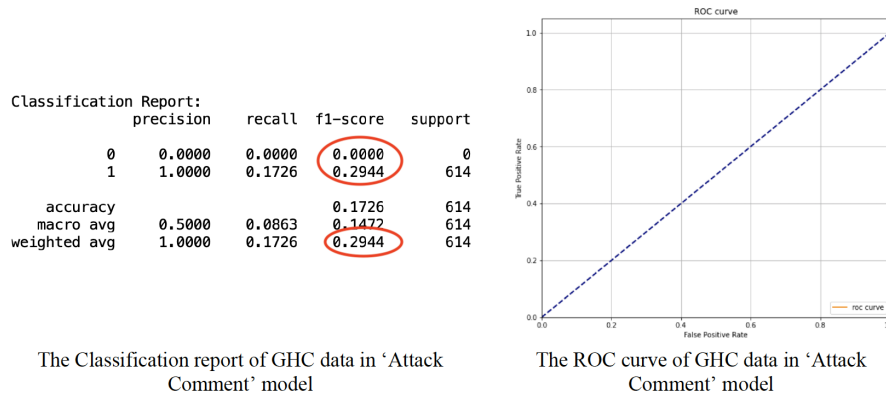 Classification Report:
precision recall f1-score support
0 0.0000 0.0000 0.0000 0
1 1.0000 0.1726 0.2944 614
accuracy 0.1726 614
macro avg 0.5000 0.0863 0.1472 614
weighted avg 1.0000 0.1726 0.2944 614
The Classification report of GHC data in ‘Attack
Comment’ model
ROC curve
1.0
0.8
0.6
0.4
0.2
0.0
True Positive Rate
0.0 0.2 0.4 0.6 0.8
False Positive Rate
roc curve
The ROC curve of GHC data in ‘Attack
Comment’ model